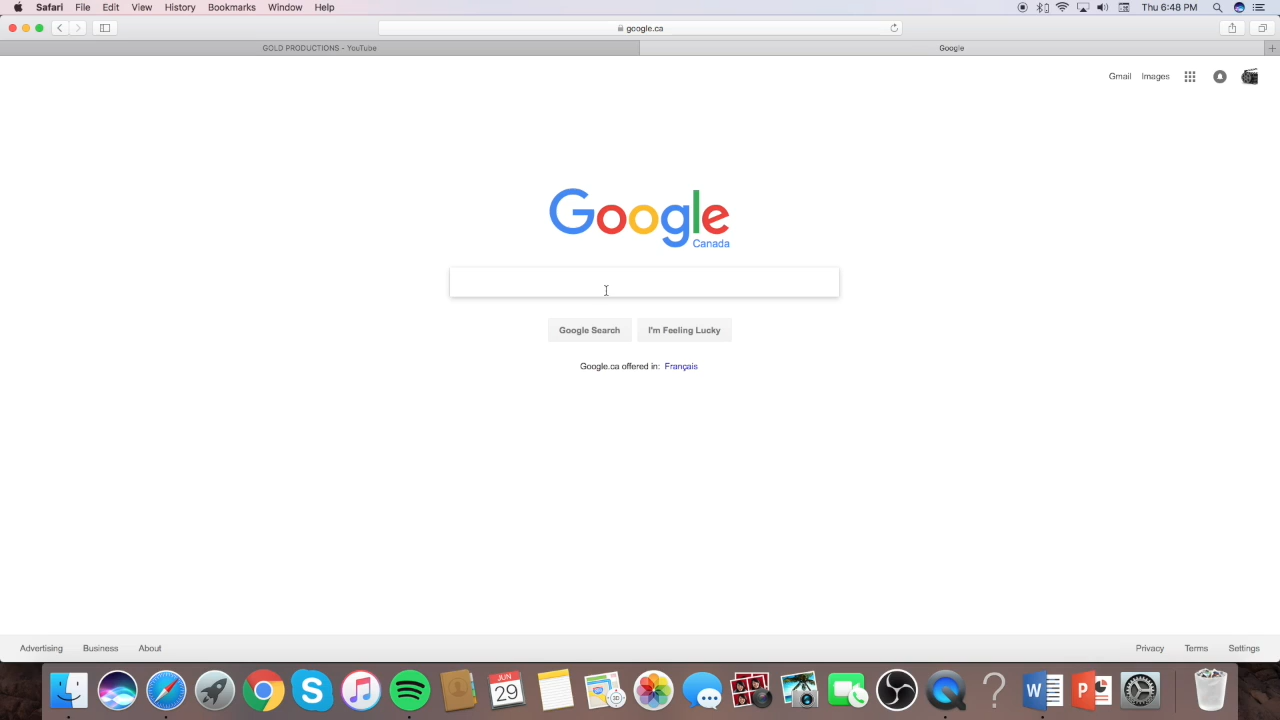 Safari File Edit View History Bookmarks Window Help Thu 6:48 PM
google.ca
GOLD PRODUCTIONS - YouTube Google
Gmail Images
Google
Canada
Google Search I'm Feeling Lucky
Google.ca offered in: Français
Advertising Business About Privacy Terms Settings
JUN
29
3D
W P